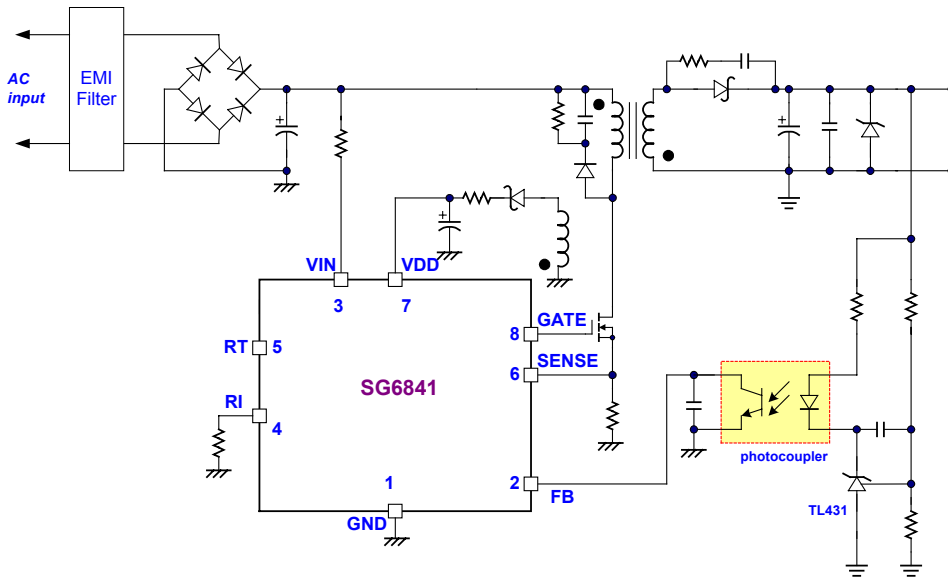 AC
input
EMI
Filter
+
+
+
VIN
VDD
3
7
GATE
8
RT
5
SENSE
6
SG6841
RI
4
photocoupler
1
2
FB
GND
TL431